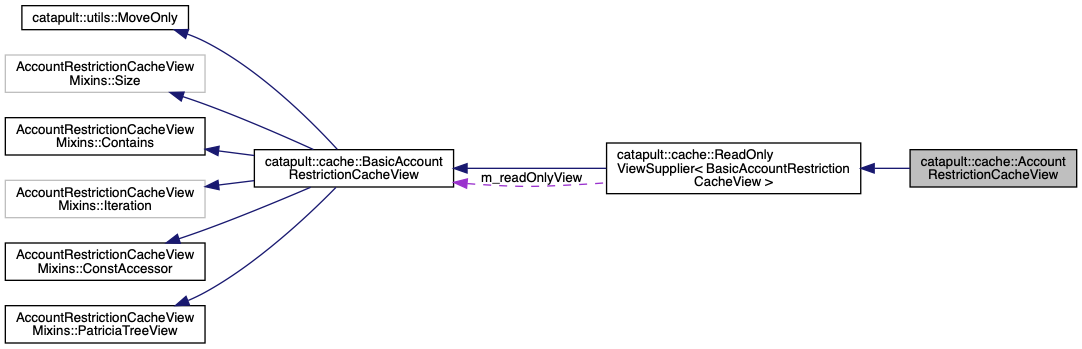 catapult::utils::MoveOnly
AccountRestrictionCacheView
Mixins::Size
AccountRestrictionCacheView
Mixins::Contains
AccountRestrictionCacheView
Mixins::Iteration
AccountRestrictionCacheView
Mixins::ConstAccessor
AccountRestrictionCacheView
Mixins::PatriciaTreeView
catapult::cache::BasicAccount
RestrictionCacheView
m_readOnlyView
catapult::cache::ReadOnly
ViewSupplier< BasicAccountRestriction
CacheView >
catapult::cache::Account
RestrictionCacheView